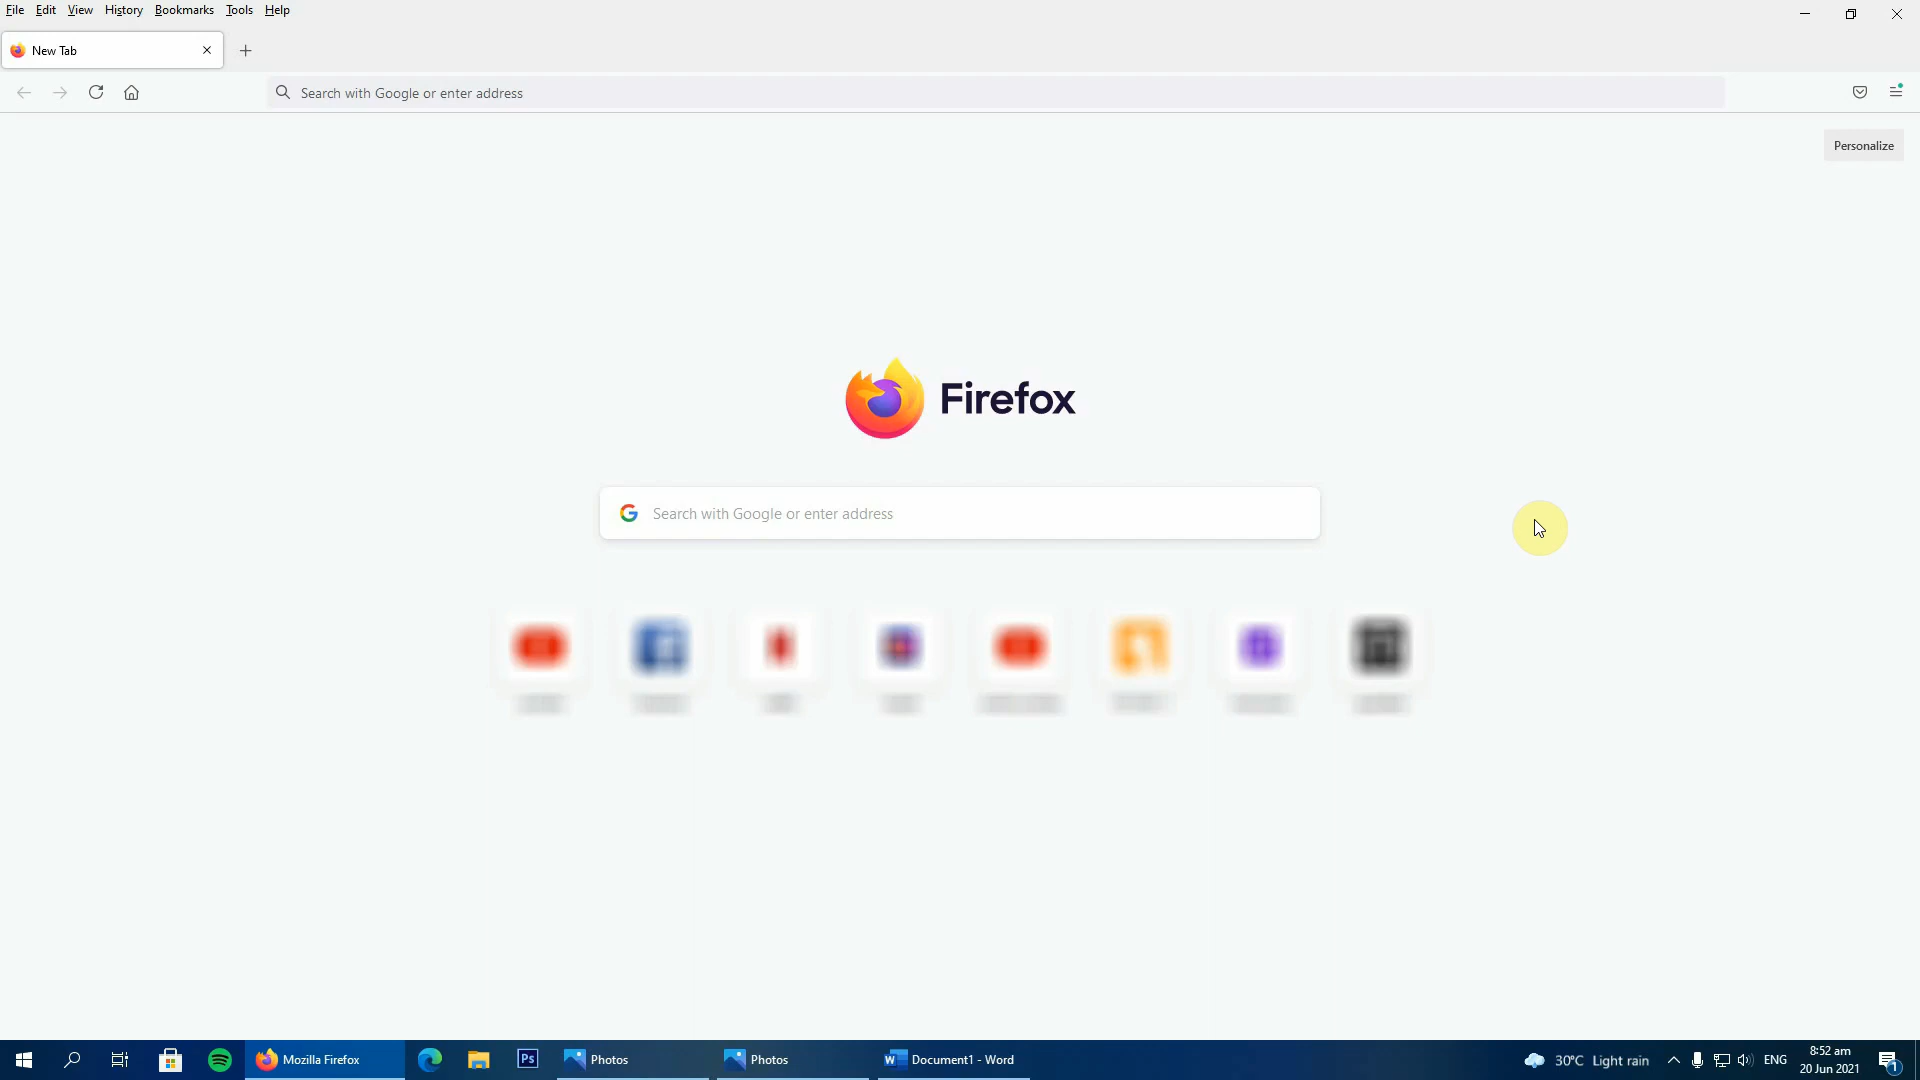 File Edit View History Bookmarks Tools Help
New Tab
Search with Google or enter address
Personalize
Firefox
Search with Google or enter address
Mozilla Firefox
Ps
Photos
Photos
Document1 - Word
30°C Light rain
ENG
8:52 am
20 Jun 2021
1